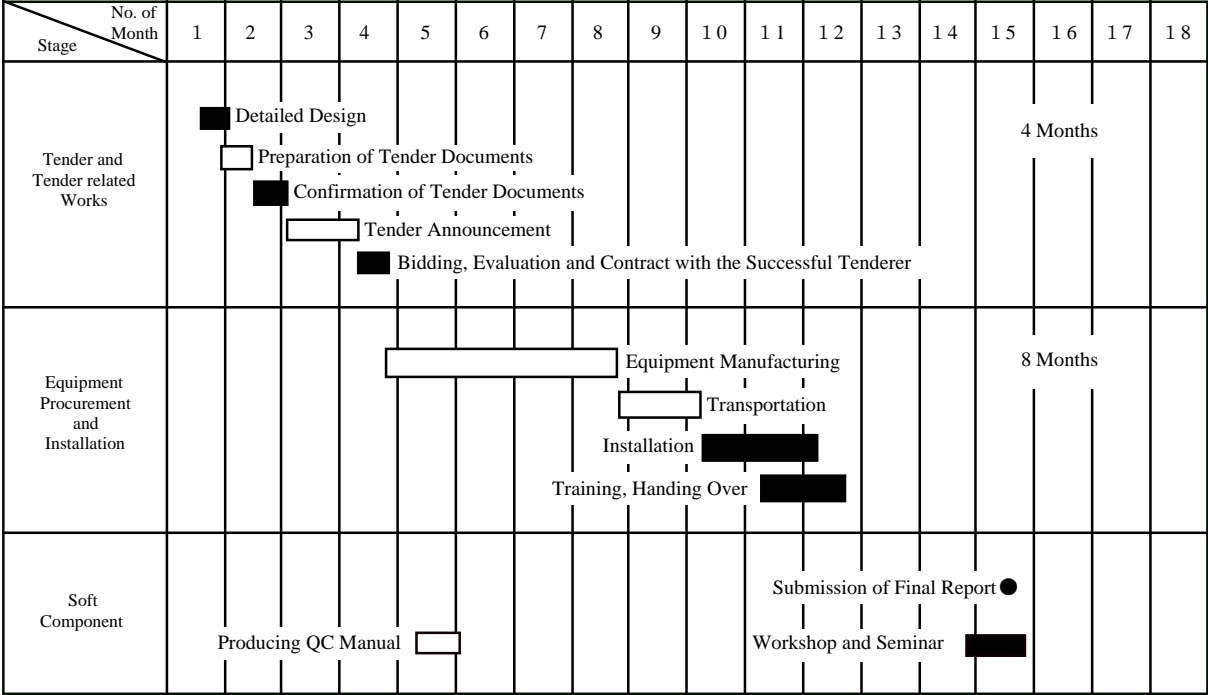 No. of
Month
Stage
1 2 3 4 5 6 7 8 9 10 11 12 13 14 15 16 17 18
Tender and
Tender related
Works
Detailed Design
4 Months
Preparation of Tender Documents
Confirmation of Tender Documents
Tender Announcement
Bidding, Evaluation and Contract with the Successful Tenderer
Equipment
Procurement
and
Installation
Equipment Manufacturing
8 Months
Transportation
Installation
Training, Handing Over
Soft
Component
Submission of Final Report
Producing QC Manual
Workshop and Seminar